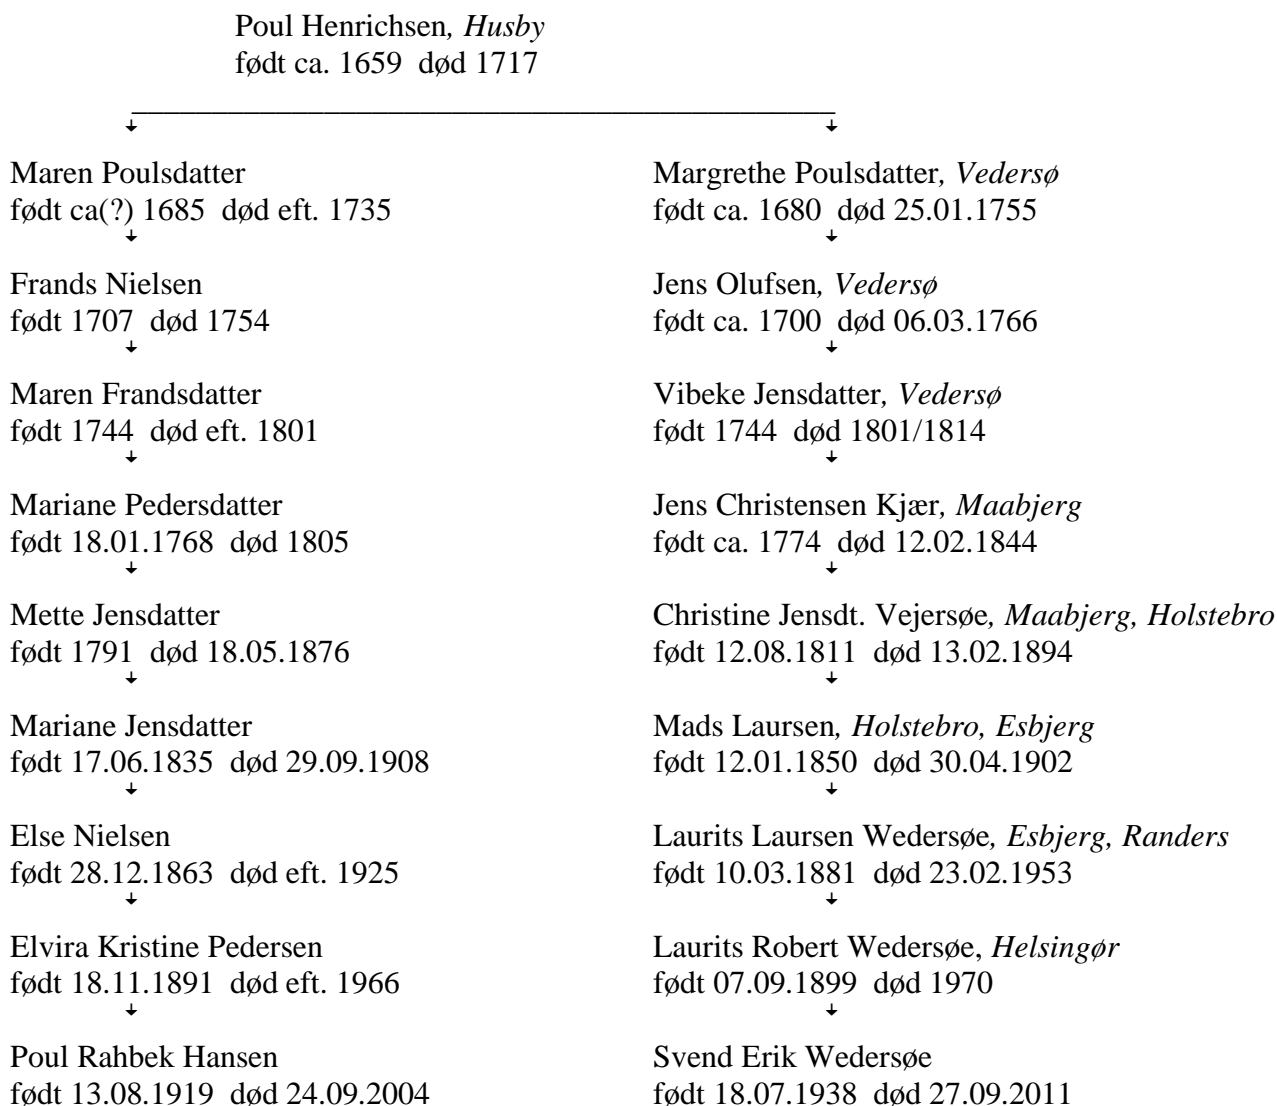 Poul Henrichsen, Husby
født ca. 1659 død 1717
Maren Poulsdatter
født ca(?) 1685 død eft. 1735
Margrethe Poulsdatter, Vedersø
født ca. 1680 død 25.01.1755
Frands Nielsen
født 1707 død 1754
Jens Olufsen, Vedersø
født ca. 1700 død 06.03.1766
Maren Frandsdatter
født 1744 død eft. 1801
Vibeke Jensdatter, Vedersø
født 1744 død 1801/1814
Mariane Pedersdatter
født 18.01.1768 død 1805
Jens Christensen Kjær, Maabjerg
født ca. 1774 død 12.02.1844
Mette Jensdatter
født 1791 død 18.05.1876
Christine Jensdt. Vejersøe, Maabjerg, Holstebro
født 12.08.1811 død 13.02.1894
Mariane Jensdatter
født 17.06.1835 død 29.09.1908
Mads Laursen, Holstebro, Esbjerg
født 12.01.1850 død 30.04.1902
Else Nielsen
født 28.12.1863 død eft. 1925
Laurits Laursen Wedersøe, Esbjerg, Randers
født 10.03.1881 død 23.02.1953
Elvira Kristine Pedersen
født 18.11.1891 død eft. 1966
Laurits Robert Wedersøe, Helsingør
født 07.09.1899 død 1970
Poul Rahbek Hansen
født 13.08.1919 død 24.09.2004
Svend Erik Wedersøe
født 18.07.1938 død 27.09.2011